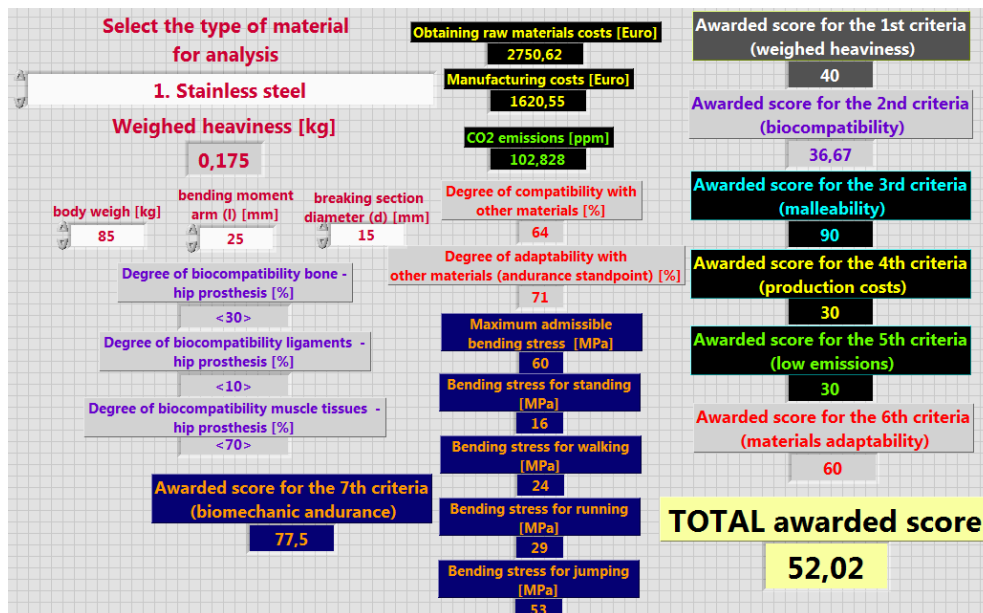 Select the type of material
for analysis
1. Stainless steel
Weighed heaviness [kg]
0,175
body weigh [kg]
85
bending moment
arm (l) [mm]
25
breaking section
diameter (d) [mm]
15
Degree of biocompatibility bone -
hip prosthesis [%]
<30>
Degree of biocompatibility ligaments -
hip prosthesis [%]
<10>
Degree of biocompatibility muscle tissues -
hip prosthesis [%]
<70>
Awarded score for the 7th criteria
(biomechanic andurance)
77,5
Obtaining raw materials costs [Euro]
2750,62
Manufacturing costs [Euro]
1620,55
CO2 emissions [ppm]
102,828
Degree of compatibility with
other materials [%]
64
Degree of adaptability with
other materials (andurance standpoint) [%]
71
Maximum admissible
bending stress [MPa]
60
Bending stress for standing
[MPa]
16
Bending stress for walking
[MPa]
24
Bending stress for running
[MPa]
29
Bending stress for jumping
[MPa]
53
Awarded score for the 1st criteria
(weighed heaviness)
40
Awarded score for the 2nd criteria
(biocompatibility)
36,67
Awarded score for the 3rd criteria
(malleability)
90
Awarded score for the 4th criteria
(production costs)
30
Awarded score for the 5th criteria
(low emissions)
30
Awarded score for the 6th criteria
(materials adaptability)
60
TOTAL awarded score
52,02